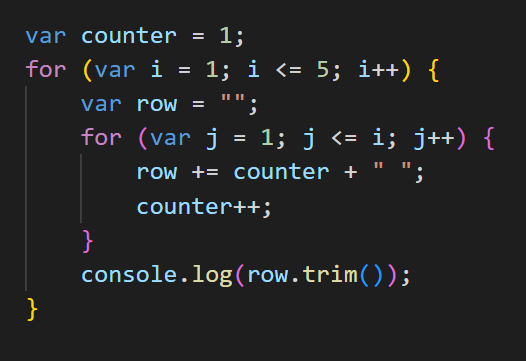 var counter = 1;
for (var i = 1; i <= 5; i++) {
    var row = "";
    for (var j = 1; j <= i; j++) {
        row += counter + " ";
        counter++;
    }
    console.log(row.trim());
}